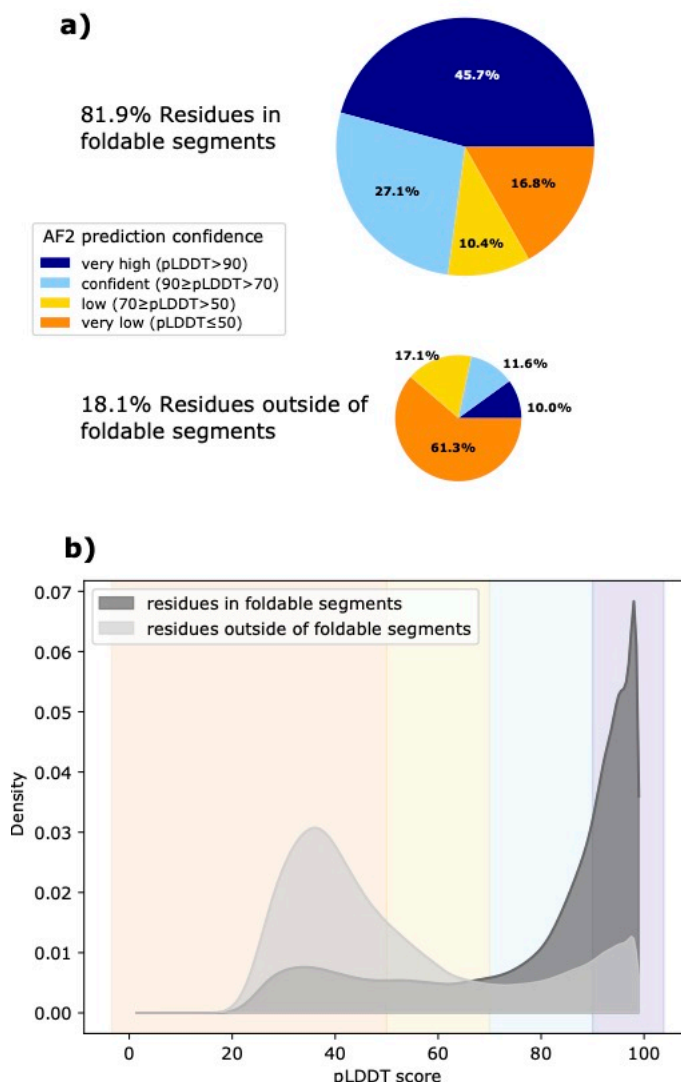 a)
45.7%
81.9% Residues in
foldable segments
27.1%
16.8%
10.4%
AF2 prediction confidence
very high (pLDDT>90)
confident (90≥pLDDT>70)
low (70≥pLDDT>50)
very low (pLDDT≤50)
17.1%
11.6%
18.1% Residues outside of
foldable segments
10.0%
61.3%
b)
residues in foldable segments
residues outside of foldable segments
0.07
0.06
0.05
0.04
0.03
0.02
0.01
0.00
Density
0
20
40
60
80
100
pLDDT score